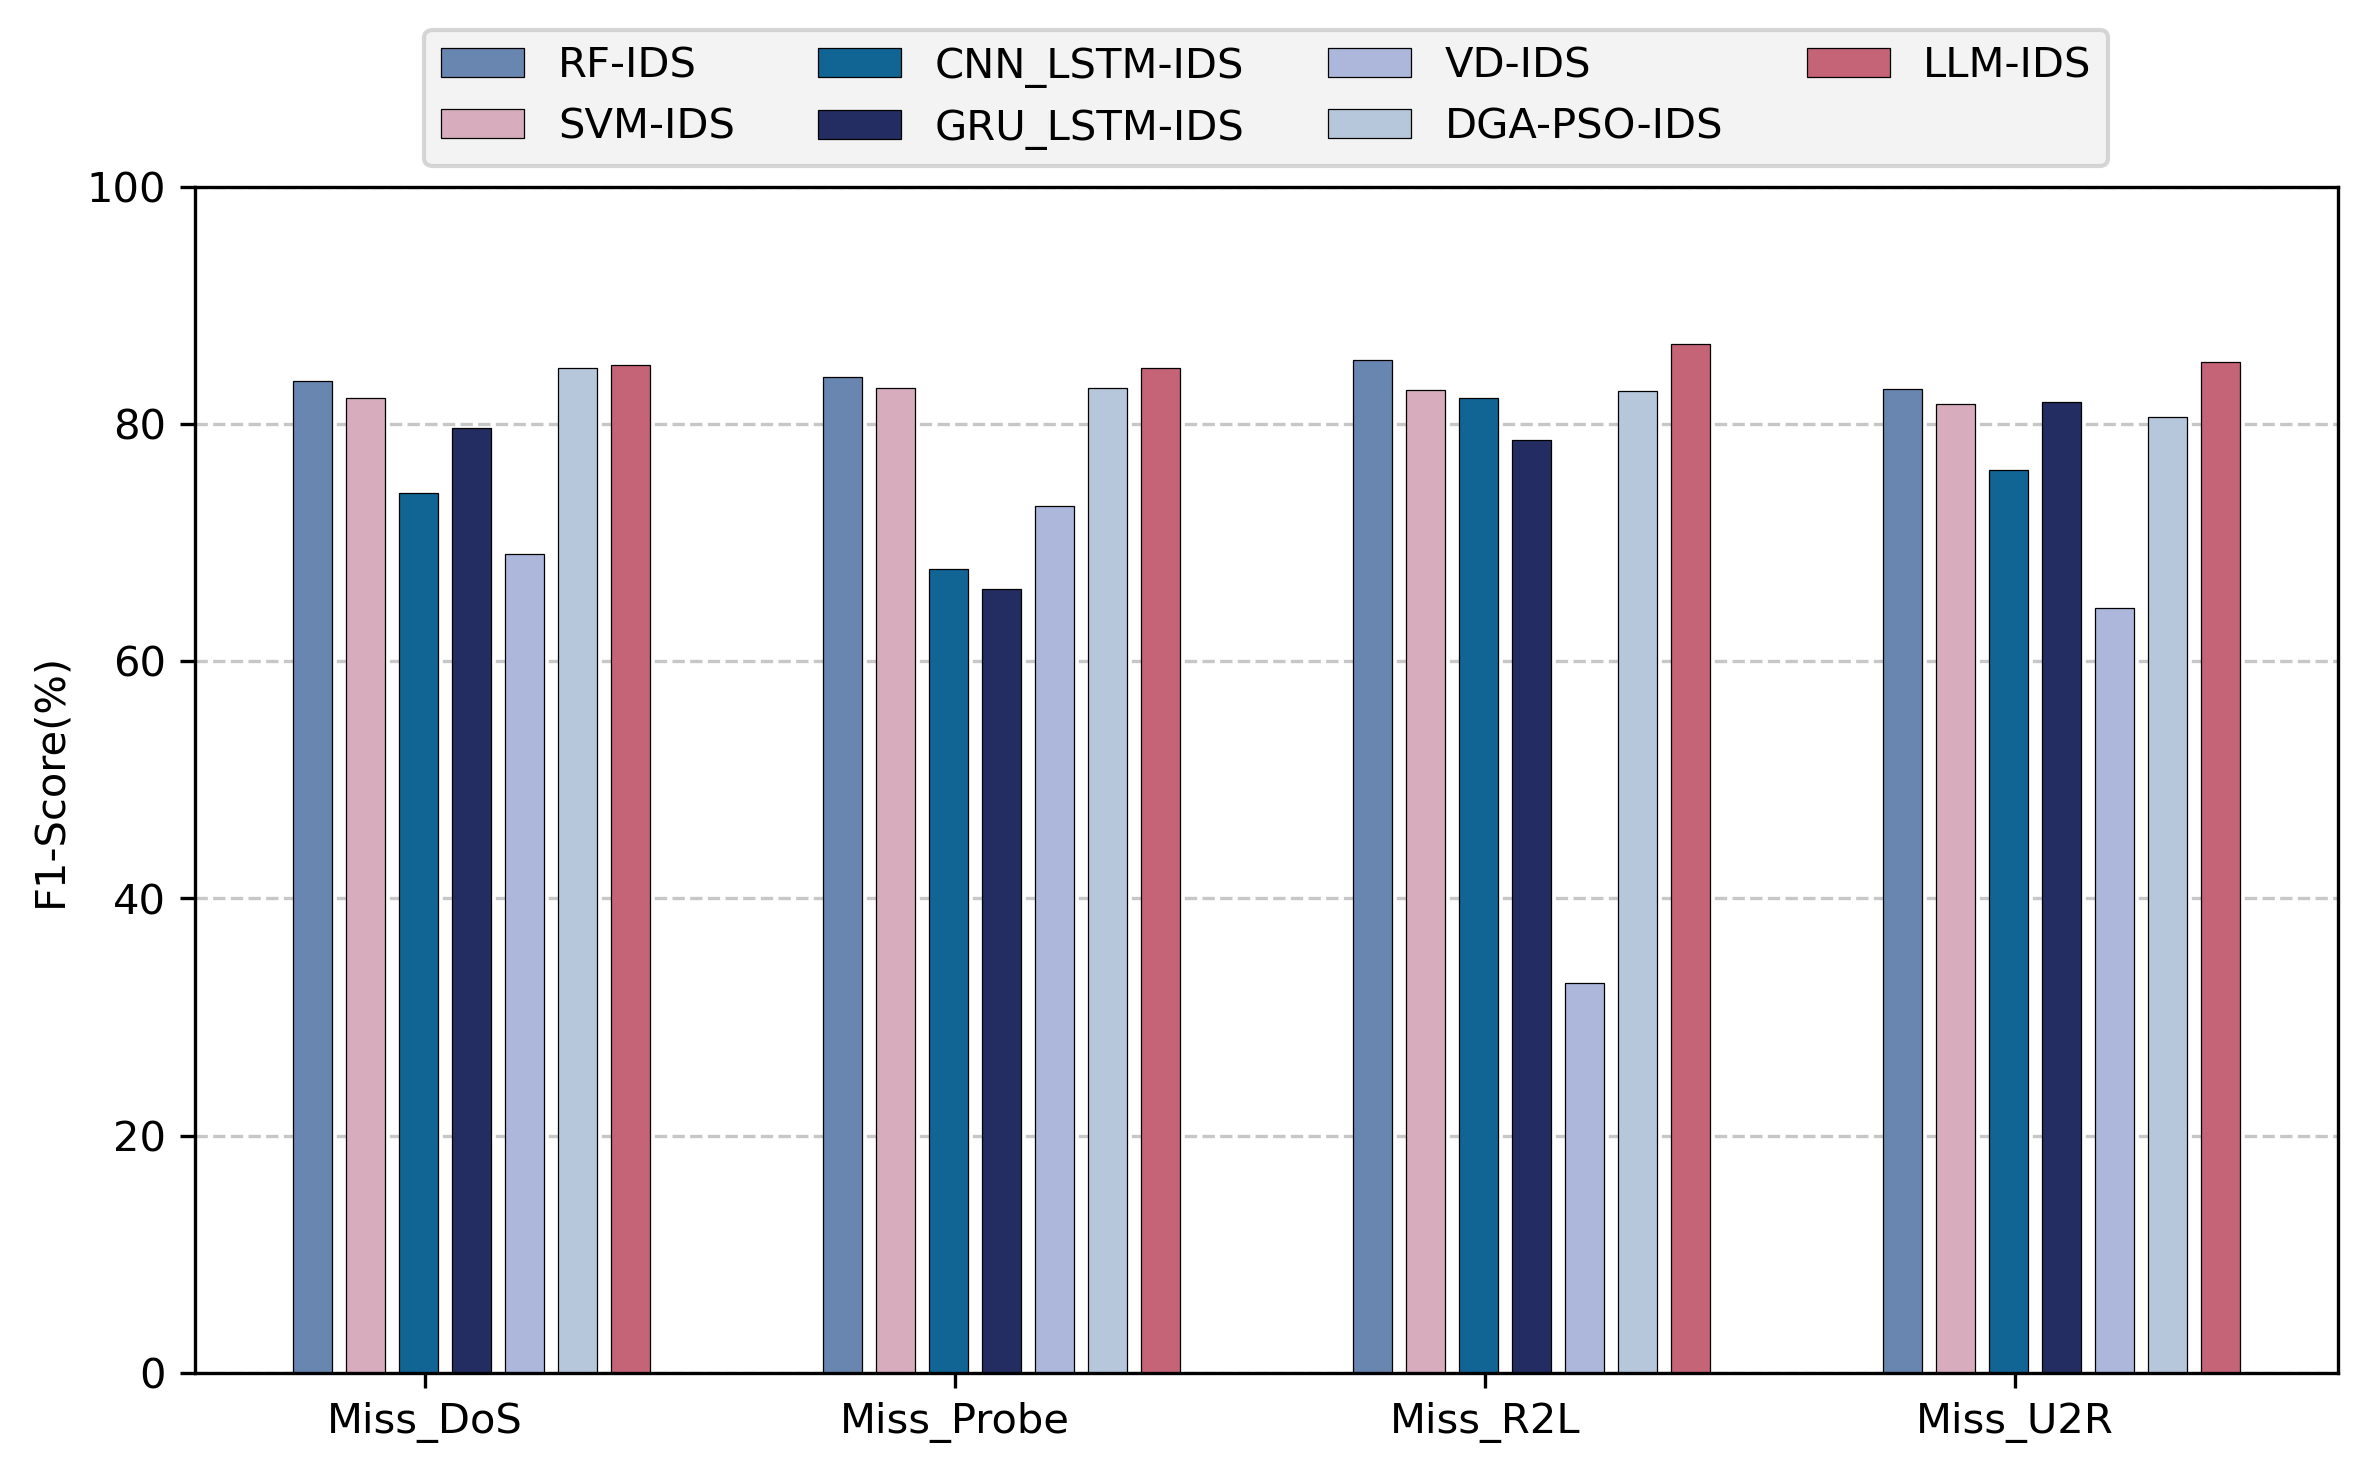 RF-IDS CNN_LSTM-IDS VD-IDS LLM-IDS
SVM-IDS GRU_LSTM-IDS DGA-PSO-IDS
100
80
60
40
20
0
F1-Score(%)
Miss_DoS Miss_Probe Miss_R2L Miss_U2R